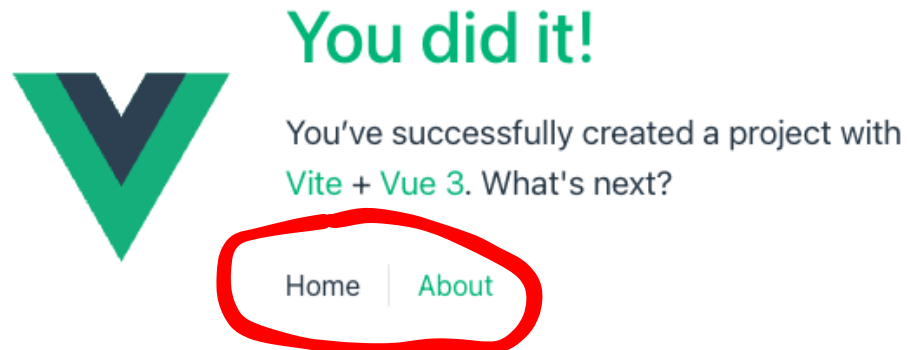 You did it!
You’ve successfully created a project with
Vite + Vue 3. What's next?
Home About